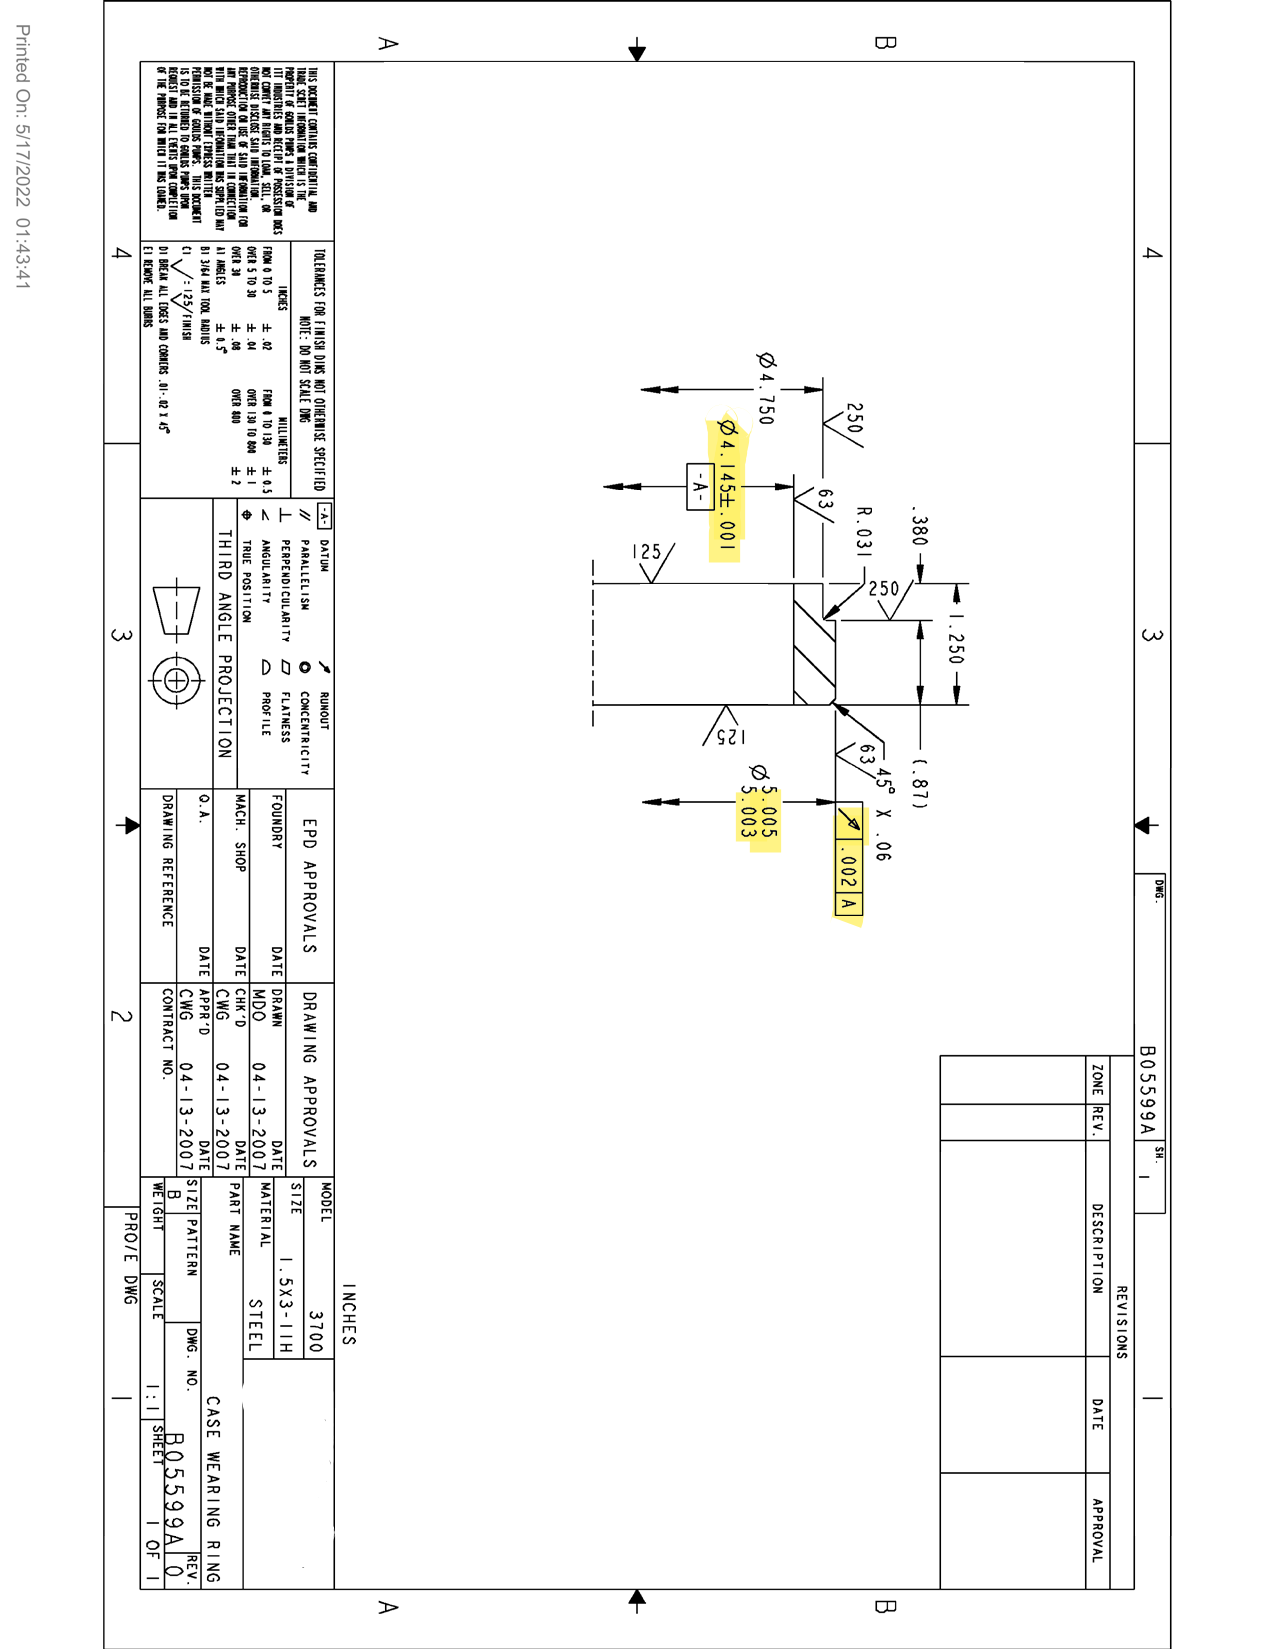 Printed On: 5/17/2022 01:43:41
4
3
DWG.
B05599A
SH.
1
1
B
B
A
A
REVISIONS
ZONE
REV.
DESCRIPTION
DATE
APPROVAL
1.250
.380
(.87)
R.031
250
250
63
Ø4.750
Ø4.145±.001
-A-
125
125
63
45° X .06
.002 A
Ø5.005
5.003
INCHES
THIS DOCUMENT CONTAINS CONFIDENTIAL AND
TRADE SCRET INFORMATION WHICH IS THE
PROPERTY OF GOULDS PUMPS A DIVISION OF
ITT INDUSTRIES AND RECEIPT OF POSSESSION DOES
NOT CONVEY ANY RIGHTS TO LOAN, SELL, OR
OTHERWISE DISCLOSE SAID INFORMATION.
REPRODUCTION OR USE OF SAID INFORMATION FOR
ANY PURPOSE OTHER THAN THAT IN CONNECTION
WITH WHICH SAID INFORMATION WAS SUPPLIED MAY
NOT BE MADE WITHOUT EXPRESS WRITTEN
PERMISSION OF GOULDS PUMPS. THIS DOCUMENT
IS TO BE RETURNED TO GOULDS PUMPS UPON
REQUEST AND IN ALL EVENTS UPON COMPLETION
OF THE PURPOSE FOR WHICH IT WAS LOANED.
TOLERANCES FOR FINISH DIMS NOT OTHERWISE SPECIFIED
NOTE: DO NOT SCALE DWG
INCHES MILLIMETERS
FROM 0 TO 5 ± .02 FROM 0 TO 130 ± 0.5
OVER 5 TO 30 ± .04 OVER 130 TO 800 ± 1
OVER 30 ± .08 OVER 800 ± 2
A) ANGLES ± 0.5°
B) 3/64 MAX TOOL RADIUS
C) √ = 125/ FINISH
D) BREAK ALL EDGES AND CORNERS .01-.02 X 45°
E) REMOVE ALL BURRS
-A- DATUM RUNOUT
// PARALLELISM ◎ CONCENTRICITY
⊥ PERPENDICULARITY ▱ FLATNESS
∠ ANGULARITY ⌓ PROFILE
⌖ TRUE POSITION
THIRD ANGLE PROJECTION
EPD APPROVALS
FOUNDRY DATE
MACH. SHOP DATE
Q.A. DATE
DRAWING REFERENCE
DRAWING APPROVALS
DRAWN DATE
MDO 04-13-2007
CHK'D DATE
CWG 04-13-2007
APPR'D DATE
CWG 04-13-2007
CONTRACT NO.
MODEL
3700
SIZE
1.5X3-11H
MATERIAL
STEEL
PART NAME
CASE WEARING RING
SIZE
B
PATTERN
DWG. NO.
B05599A
REV.
0
WEIGHT
SCALE
1:1
SHEET
1 OF 1
4
3
2
PRO/E DWG
1